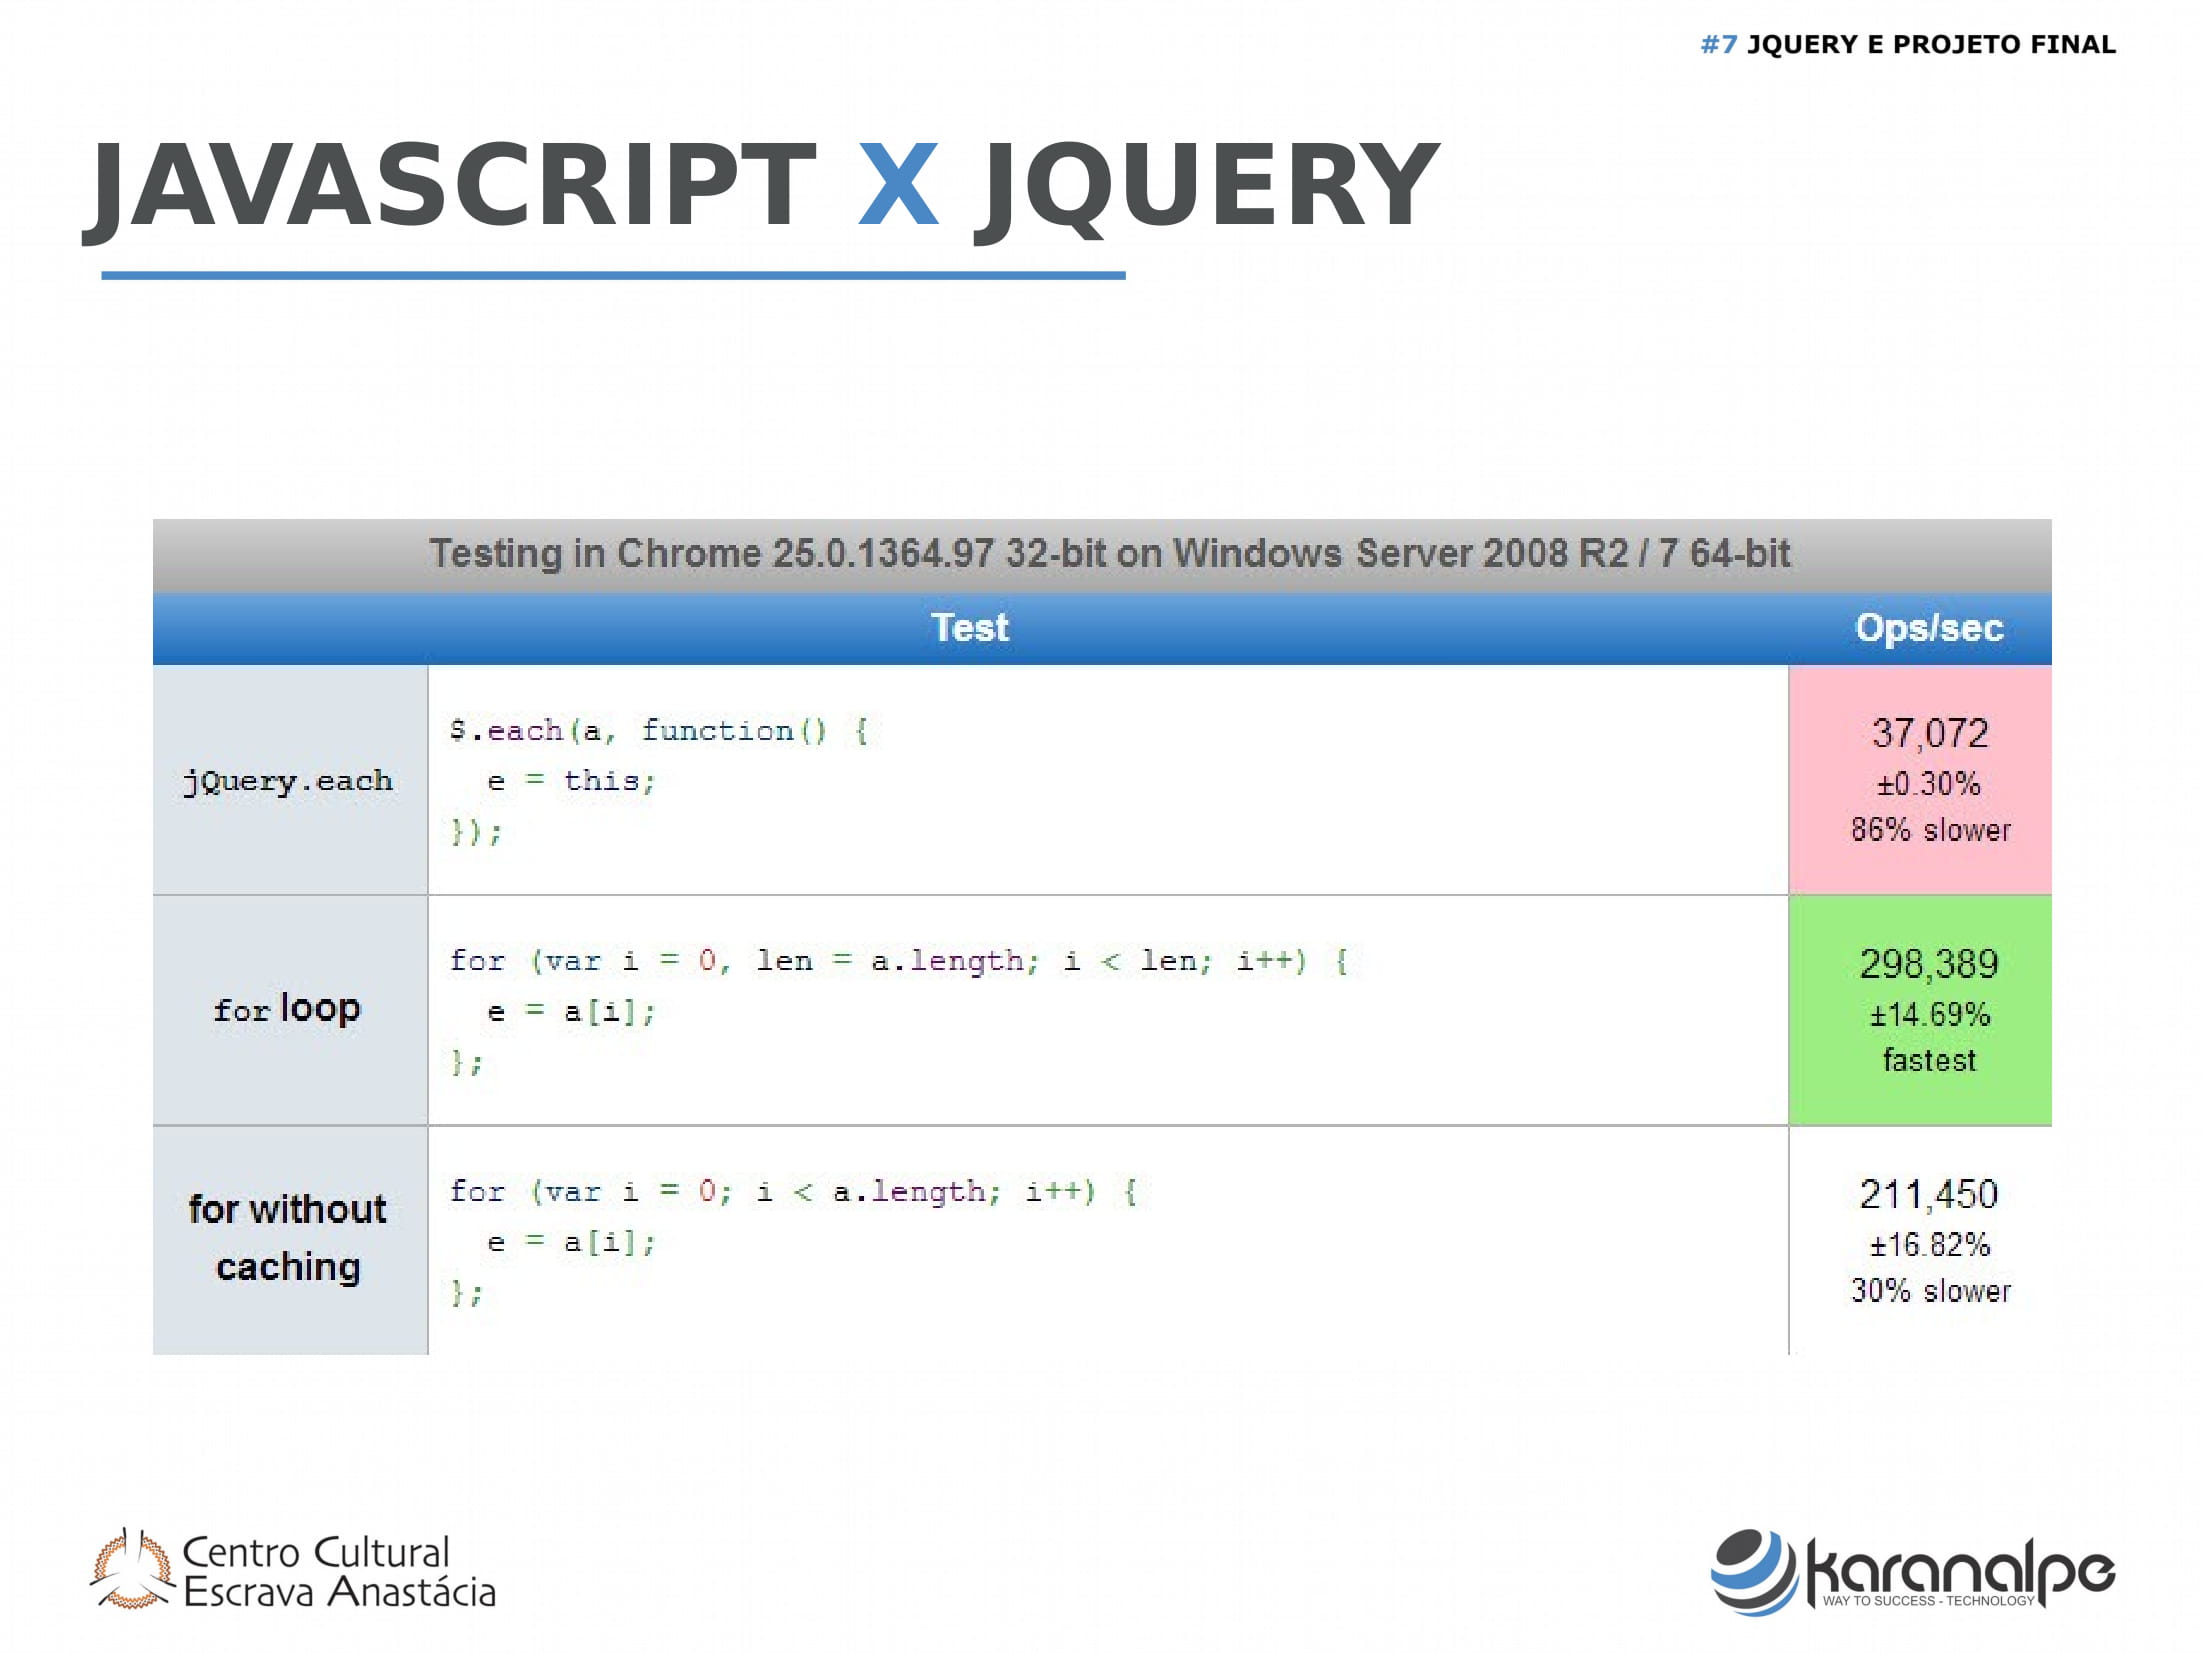 #7 JQUERY E PROJETO FINAL
JAVASCRIPT X JQUERY
Testing in Chrome 25.0.1364.97 32-bit on Windows Server 2008 R2 / 7 64-bit
Test Ops/sec
jQuery.each
$.each(a, function() {
  e = this;
});
37,072
±0.30%
86% slower
for loop
for (var i = 0, len = a.length; i < len; i++) {
  e = a[i];
};
298,389
±14.69%
fastest
for without
caching
for (var i = 0; i < a.length; i++) {
  e = a[i];
};
211,450
±16.82%
30% slower
Centro Cultural
Escrava Anastácia
karanalpe
WAY TO SUCCESS - TECHNOLOGY